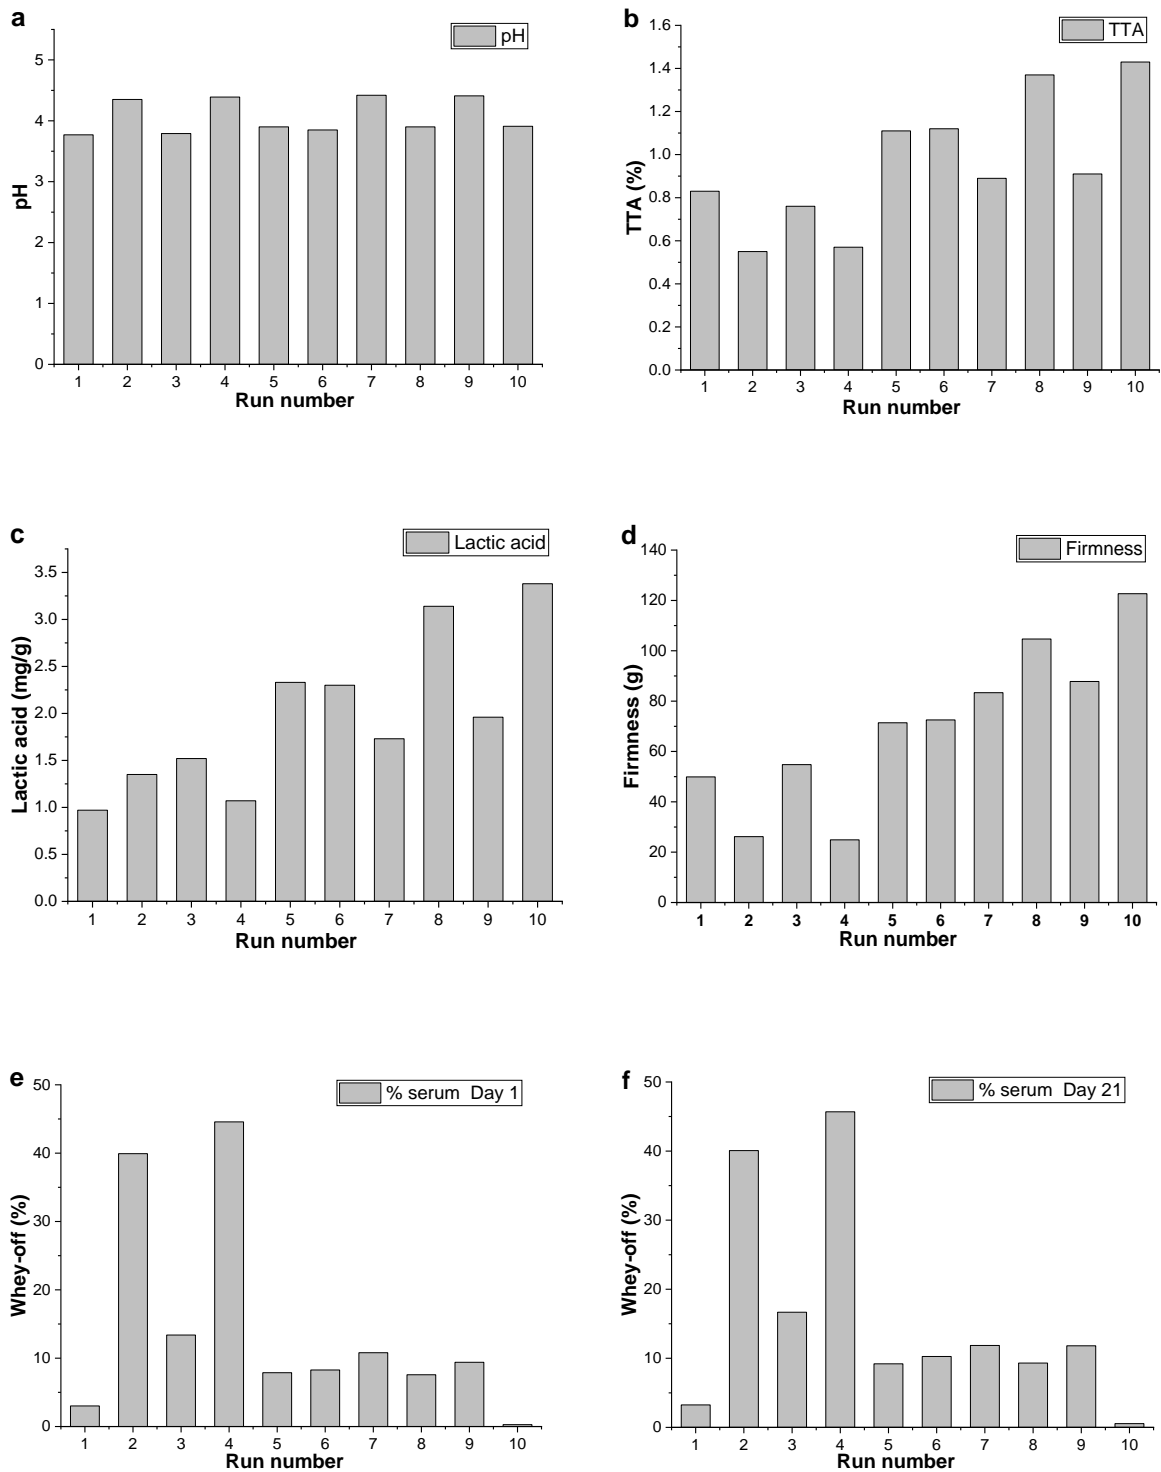 a
pH
5
4
3
2
1
0
pH
1 2 3 4 5 6 7 8 9 10
Run number
b
TTA
1.6
1.4
1.2
1.0
0.8
0.6
0.4
0.2
0.0
TTA (%)
1 2 3 4 5 6 7 8 9 10
Run number
c
Lactic acid
3.5
3.0
2.5
2.0
1.5
1.0
0.5
0.0
Lactic acid (mg/g)
1 2 3 4 5 6 7 8 9 10
Run number
d
Firmness
140
120
100
80
60
40
20
0
Firmness (g)
1 2 3 4 5 6 7 8 9 10
Run number
e
% serum Day 1
50
40
30
20
10
0
Whey-off (%)
1 2 3 4 5 6 7 8 9 10
Run number
f
% serum Day 21
50
40
30
20
10
0
Whey-off (%)
1 2 3 4 5 6 7 8 9 10
Run number